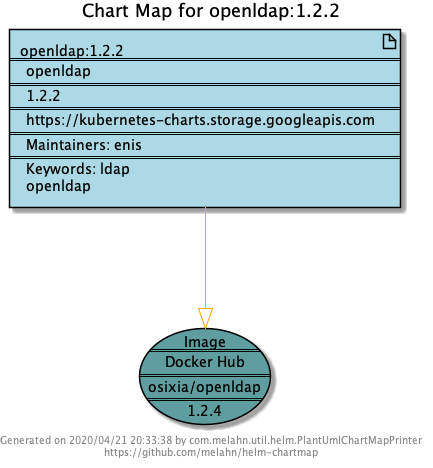 Chart Map for openldap:1.2.2
openldap:1.2.2
openldap
1.2.2
https://kubernetes-charts.storage.googleapis.com
Maintainers: enis
Keywords: ldap
openldap
Image
Docker Hub
osixia/openldap
1.2.4
Generated on 2020/04/21 20:33:38 by com.melahn.util.helm.PlantUmlChartMapPrinter
https://github.com/melahn/helm-chartmap